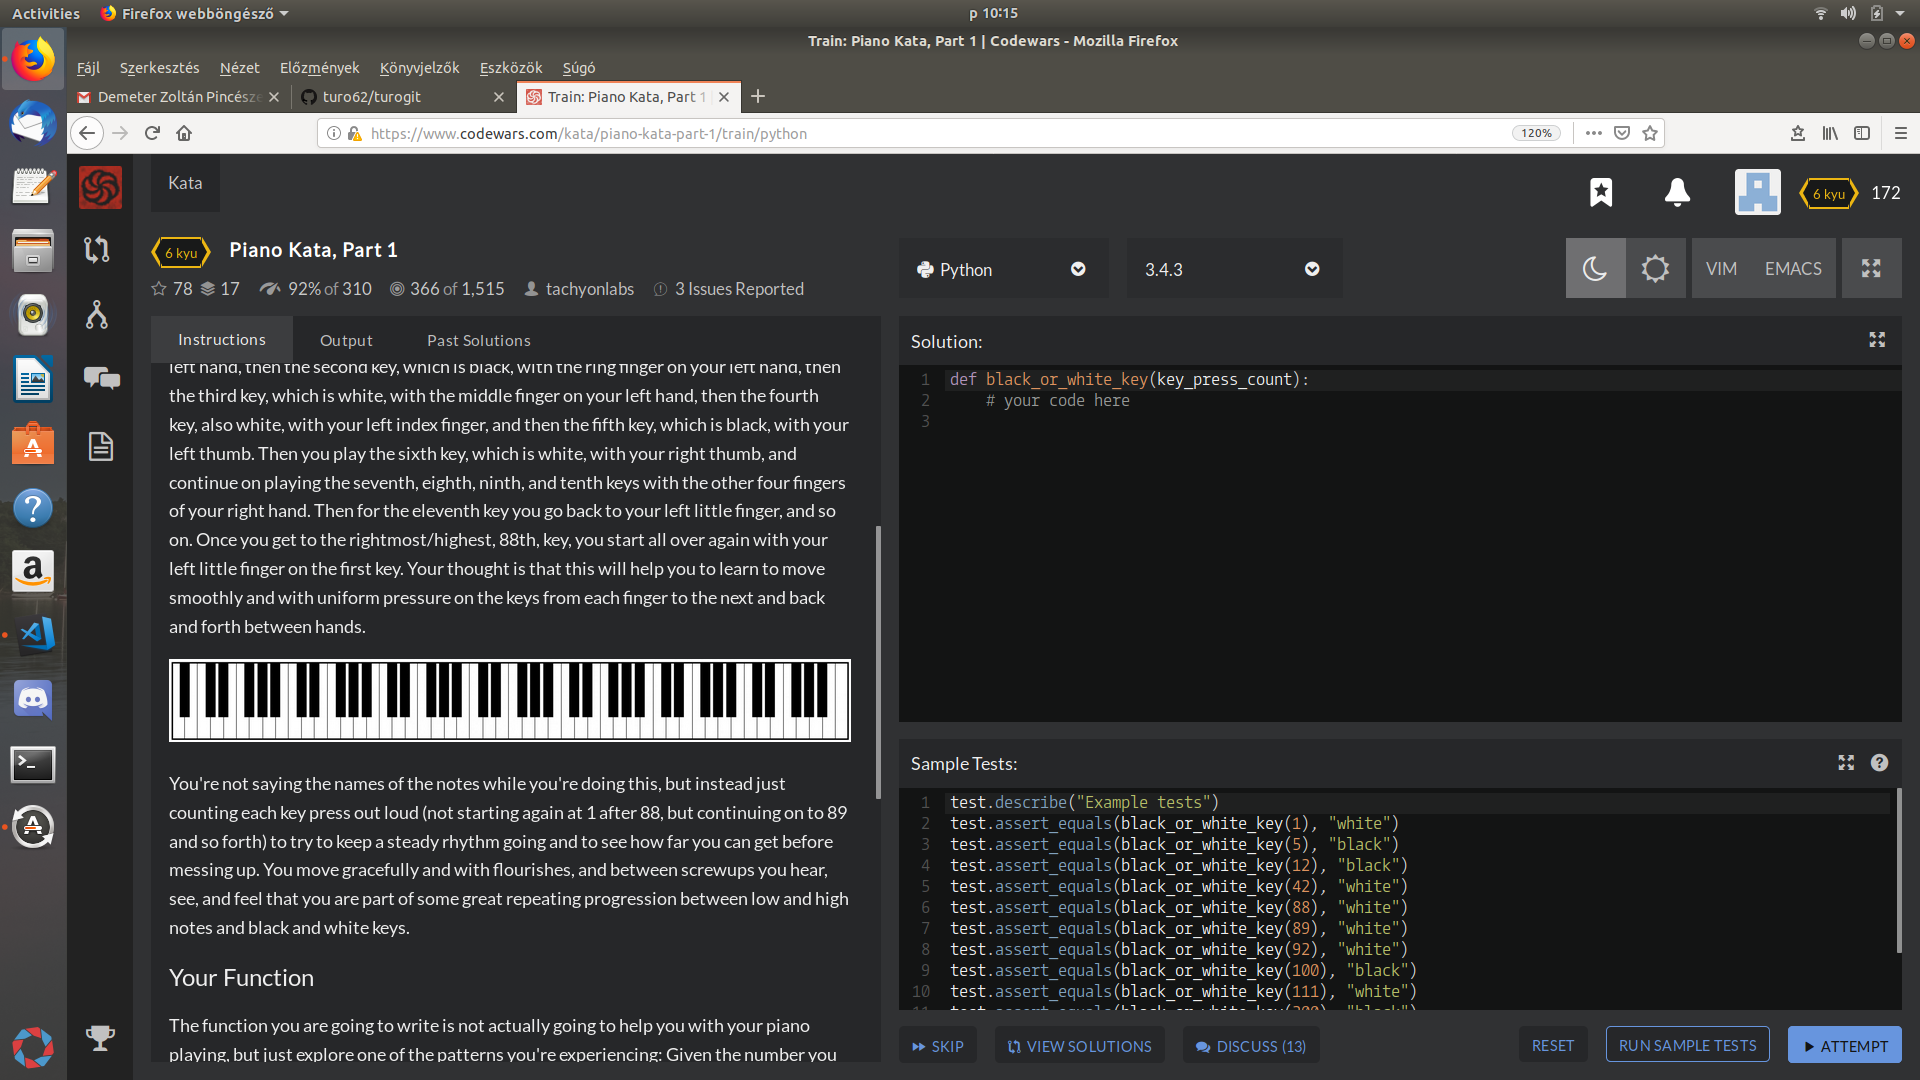 Activities
Firefox webböngésző
p 10:15
Train: Piano Kata, Part 1 | Codewars - Mozilla Firefox
Fájl Szerkesztés Nézet Előzmények Könyvjelzők Eszközök Súgó
Demeter Zoltán Pincész
turo62/turogit
Train: Piano Kata, Part 1
https://www.codewars.com/kata/piano-kata-part-1/train/python
120%
Kata
6 kyu
172
6 kyu
Piano Kata, Part 1
78 17 92% of 310 366 of 1,515 tachyonlabs 3 Issues Reported
Python
3.4.3
VIM
EMACS
Instructions
Output
Past Solutions
left hand, then the second key, which is black, with the ring finger on your left hand, then
the third key, which is white, with the middle finger on your left hand, then the fourth
key, also white, with your left index finger, and then the fifth key, which is black, with your
left thumb. Then you play the sixth key, which is white, with your right thumb, and
continue on playing the seventh, eighth, ninth, and tenth keys with the other four fingers
of your right hand. Then for the eleventh key you go back to your left little finger, and so
on. Once you get to the rightmost/highest, 88th, key, you start all over again with your
left little finger on the first key. Your thought is that this will help you to learn to move
smoothly and with uniform pressure on the keys from each finger to the next and back
and forth between hands.
You're not saying the names of the notes while you're doing this, but instead just
counting each key press out loud (not starting again at 1 after 88, but continuing on to 89
and so forth) to try to keep a steady rhythm going and to see how far you can get before
messing up. You move gracefully and with flourishes, and between screwups you hear,
see, and feel that you are part of some great repeating progression between low and high
notes and black and white keys.
Your Function
The function you are going to write is not actually going to help you with your piano
playing, but just explore one of the patterns you're experiencing: Given the number you
Solution:
1 def black_or_white_key(key_press_count):
2 # your code here
3
Sample Tests:
1 test.describe("Example tests")
2 test.assert_equals(black_or_white_key(1), "white")
3 test.assert_equals(black_or_white_key(5), "black")
4 test.assert_equals(black_or_white_key(12), "black")
5 test.assert_equals(black_or_white_key(42), "white")
6 test.assert_equals(black_or_white_key(88), "white")
7 test.assert_equals(black_or_white_key(89), "white")
8 test.assert_equals(black_or_white_key(92), "white")
9 test.assert_equals(black_or_white_key(100), "black")
10 test.assert_equals(black_or_white_key(111), "white")
11 test.assert_equals(black_or_white_key(200), "black")
SKIP
VIEW SOLUTIONS
DISCUSS (13)
RESET
RUN SAMPLE TESTS
ATTEMPT